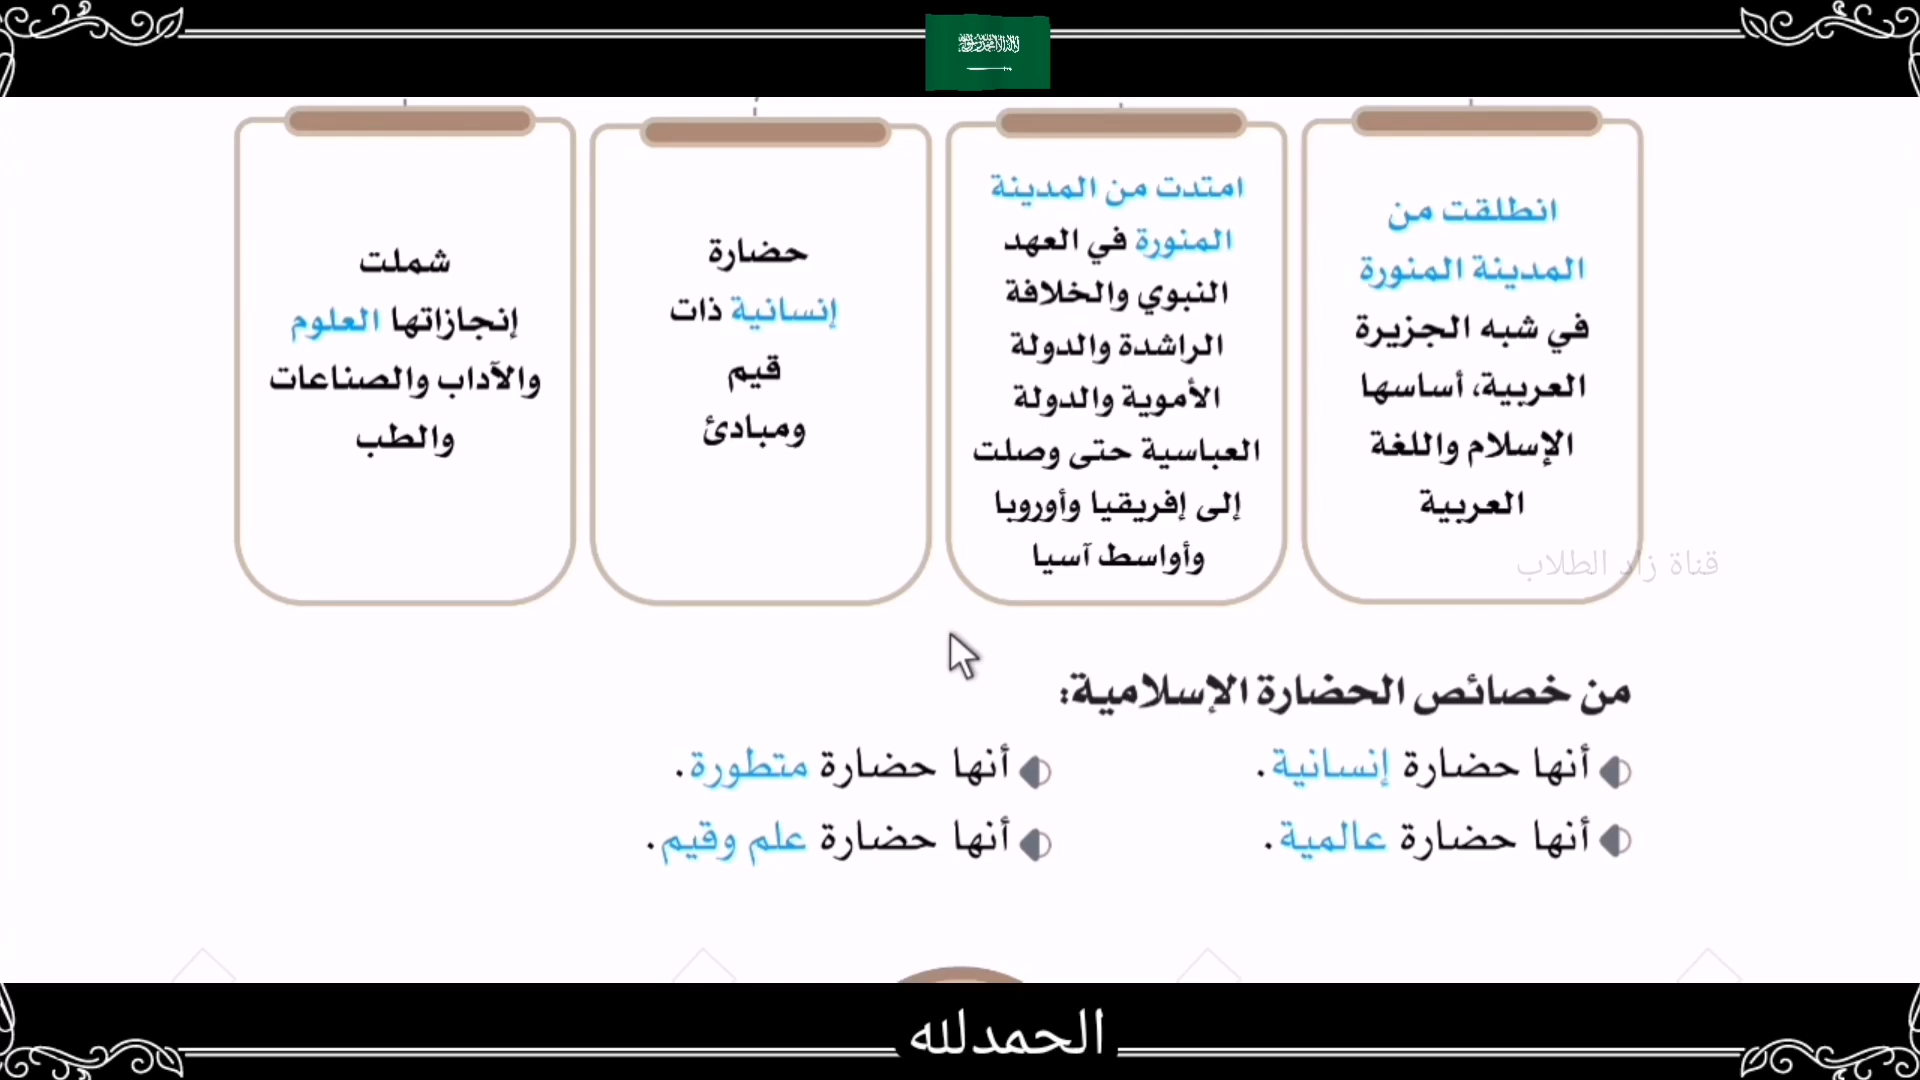 انطلقت من
المدينة المنورة
في شبه الجزيرة
العربية، أساسها
الإسلام واللغة
العربية
امتدت من المدينة
المنورة في العهد
النبوي والخلافة
الراشدة والدولة
الأموية والدولة
العباسية حتى وصلت
إلى إفريقيا وأوروبا
وأواسط آسيا
حضارة
إنسانية ذات
قيم
ومبادئ
شملت
إنجازاتها العلوم
والآداب والصناعات
والطب
قناة زاد الطلاب
من خصائص الحضارة الإسلامية:
أنها حضارة إنسانية.
أنها حضارة متطورة.
أنها حضارة عالمية.
أنها حضارة علم وقيم.
الحمدلله